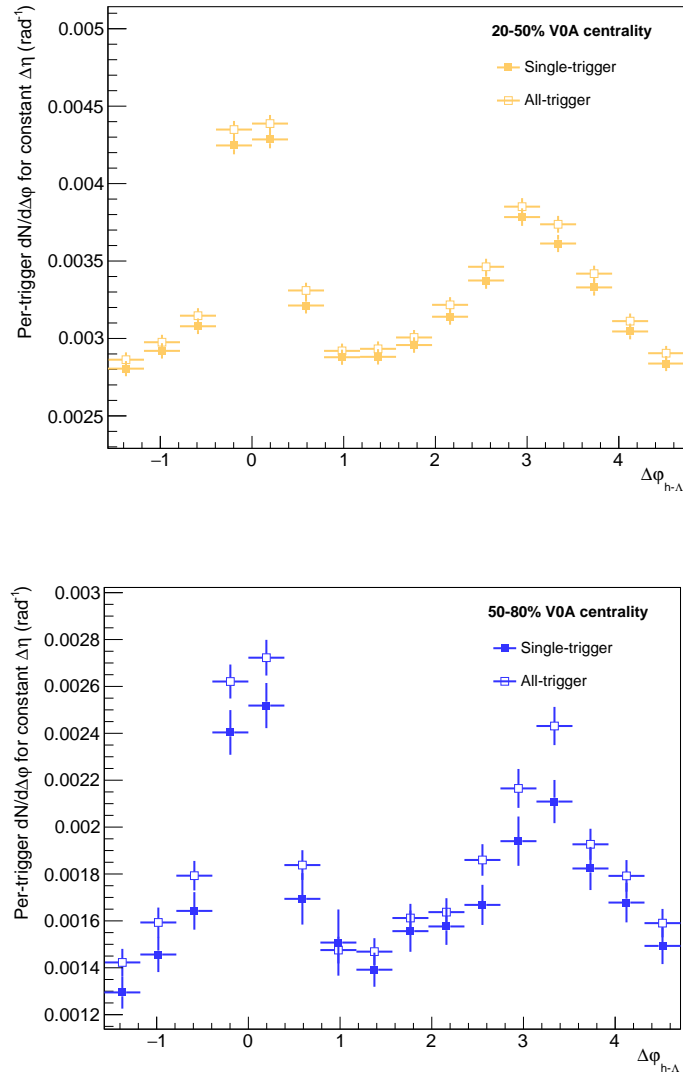 Per-trigger dN/dΔφ for constant Δη (rad⁻¹)
0.005
0.0045
0.004
0.0035
0.003
0.0025
20-50% V0A centrality
Single-trigger
All-trigger
−1 0 1 2 3 4
Δφh-Λ
Per-trigger dN/dΔφ for constant Δη (rad⁻¹)
0.003
0.0028
0.0026
0.0024
0.0022
0.002
0.0018
0.0016
0.0014
0.0012
50-80% V0A centrality
Single-trigger
All-trigger
−1 0 1 2 3 4
Δφh-Λ